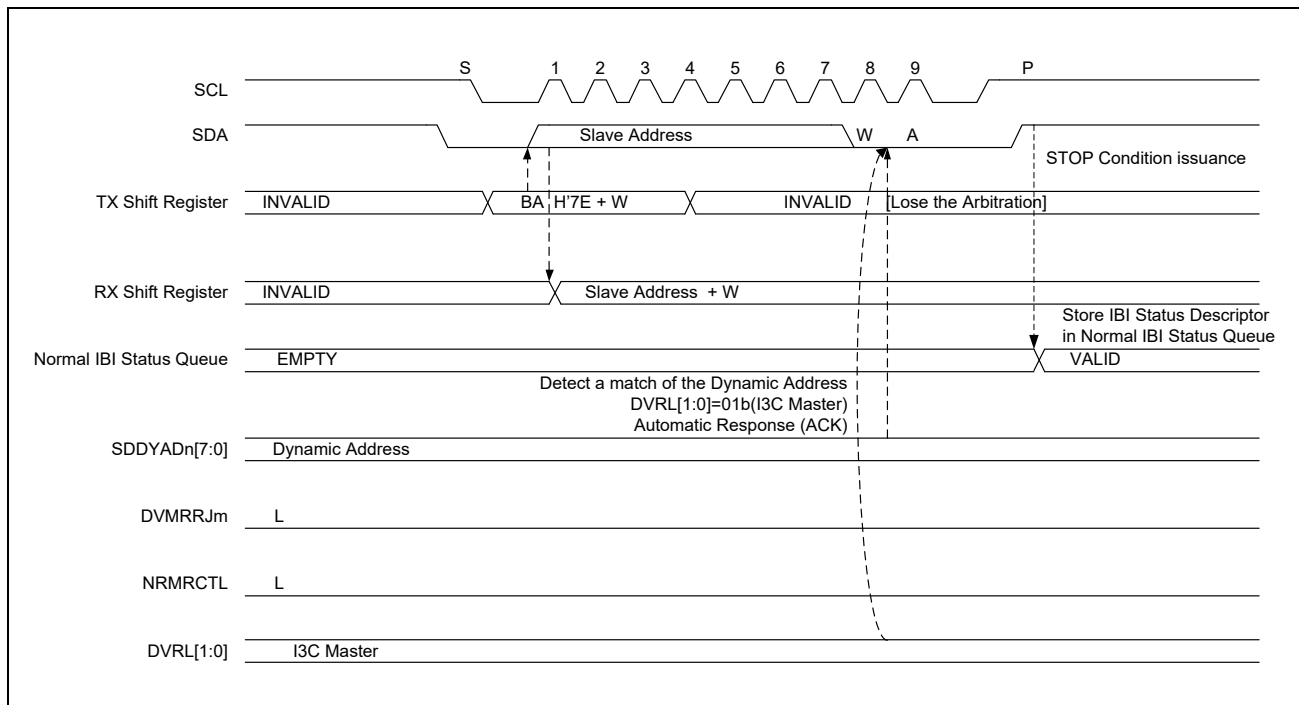 S 1 2 3 4 5 6 7 8 9 P
SCL
SDA Slave Address W A
STOP Condition issuance
TX Shift Register INVALID BA H'7E + W INVALID [Lose the Arbitration]
RX Shift Register INVALID Slave Address + W
Store IBI Status Descriptor
in Normal IBI Status Queue
Normal IBI Status Queue EMPTY VALID
Detect a match of the Dynamic Address
DVRL[1:0]=01b(I3C Master)
Automatic Response (ACK)
SDDYADn[7:0] Dynamic Address
DVMRRJm L
NRMRCTL L
DVRL[1:0] I3C Master